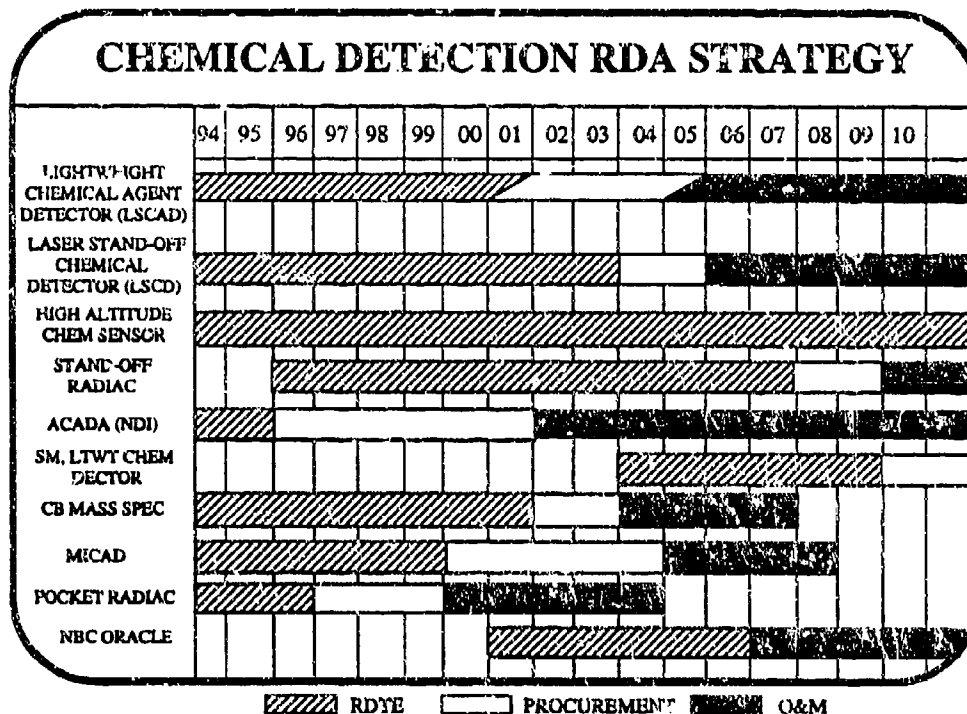 CHEMICAL DETECTION RDA STRATEGY
94 95 96 97 98 99 00 01 02 03 04 05 06 07 08 09 10
LIGHTWEIGHT
CHEMICAL AGENT
DETECTOR (LSCAD)
LASER STAND-OFF
CHEMICAL
DETECTOR (LSCD)
HIGH ALTITUDE
CHEM SENSOR
STAND-OFF
RADIAC
ACADA (NDI)
SM, LTWT CHEM
DECTOR
CB MASS SPEC
MICAD
POCKET RADIAC
NBC ORACLE
RDTE PROCUREMENT O&M